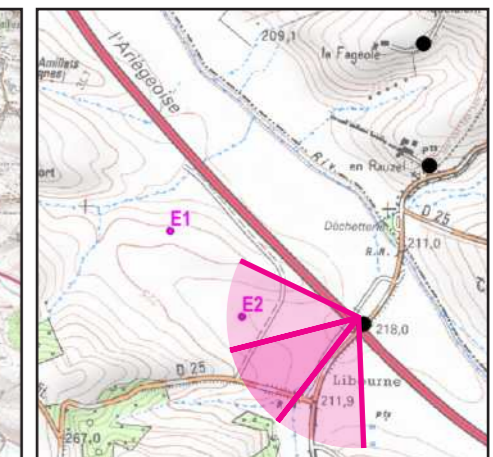 209,1
la Fageole
l'Ariégeoise
Amillats
ort
en Rauzel
D 25
E1
Déchetterie
211,0
E2
218,0
D 25
Libourne
211,9
267,0